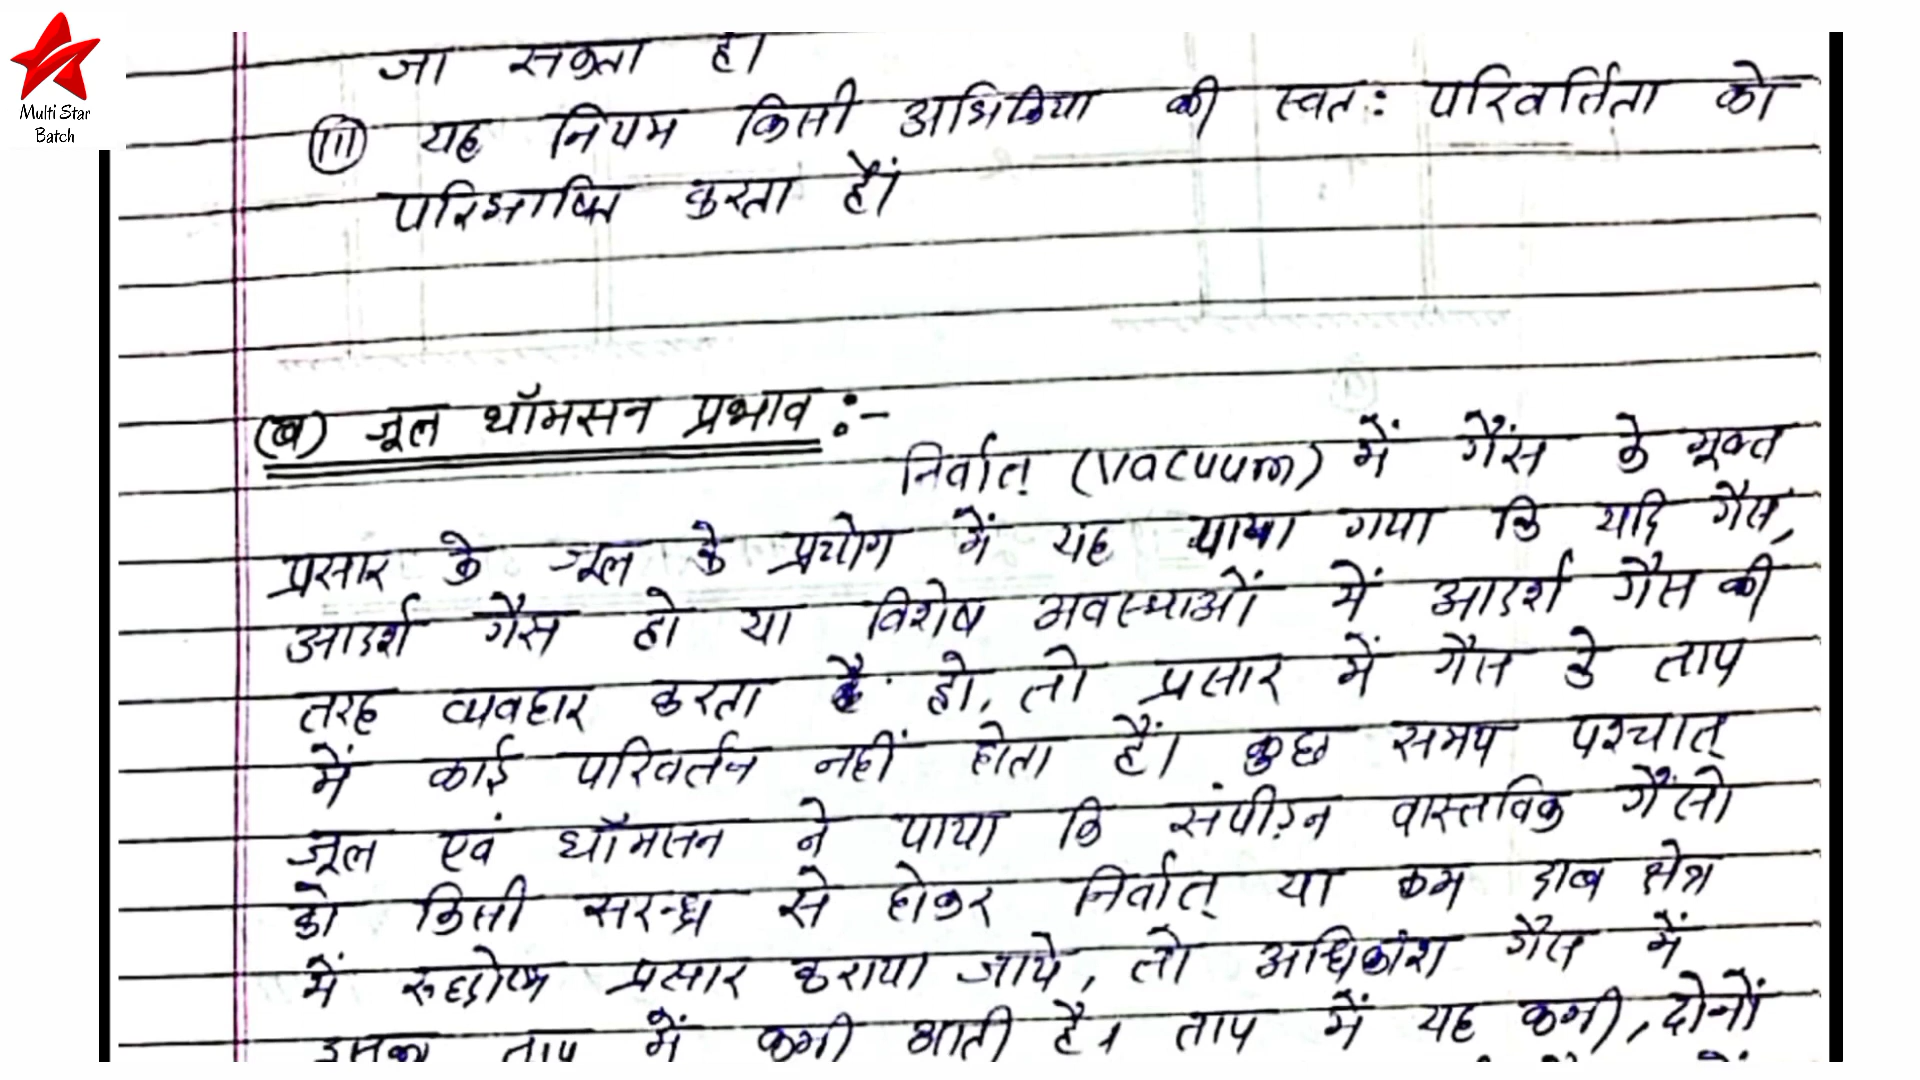 Multi Star
Batch
जा सकता है।
(iii) यह नियम किसी अभिक्रिया की स्वत: परिवर्तिता को
परिभाषित करता हैं।
(ब) जूल थॉमसन प्रभाव :-
निर्वात् (Vacuum) में गैंस के मूक्त
प्रसार के जूल के प्रयोग में यह पाया गया कि यदि गैस,
आदर्श गैस हो या विशेष अवस्थाओं में आदर्श गैस की
तरह व्यवहार करता हो, तो प्रसार में गैस के ताप
में काई परिवर्तन नहीं होता हैं। कुछ समय पश्चात्
जूल एवं थॉमसन ने पाया कि संपीड़न वास्तविक गैंसो
को किसी सरन्ध्र से होकर निर्वात् या कम दाब क्षेत्र
में रूद्धोष्म प्रसार कराया जाये, तो अधिकांश गैस में
इसका ताप में कमी आती है। ताप में यह कमी, दोनों